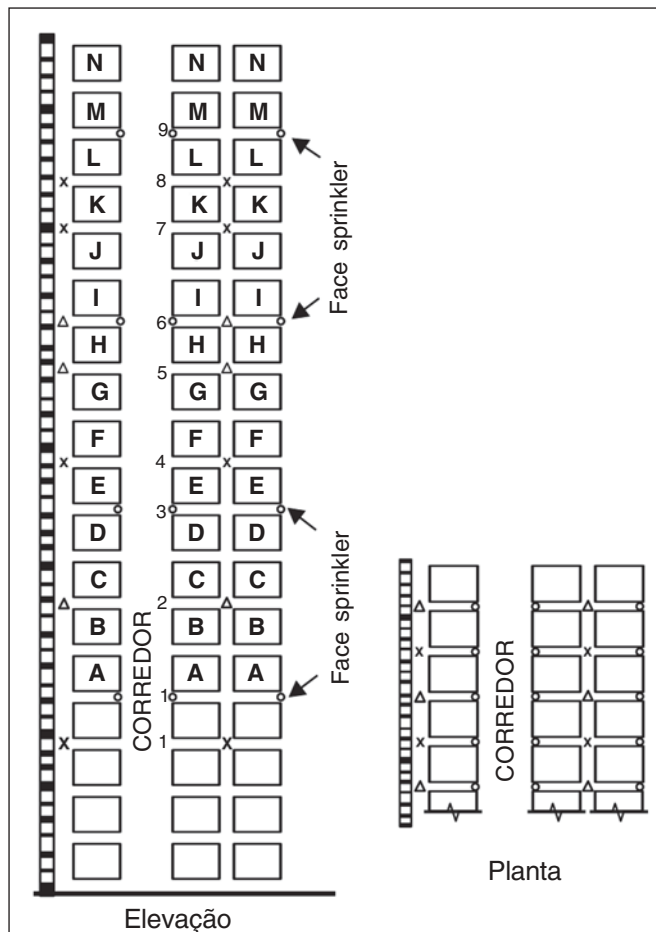 N N N
M M M
9
L L L
8
K K K
7
J J J
I I I
6
H H H
5
G G G
F F F
4
E E E
3
D D D
C C C
2
B B B
A A A
1
1
CORREDOR
Face sprinkler
Face sprinkler
Elevação
CORREDOR
Planta